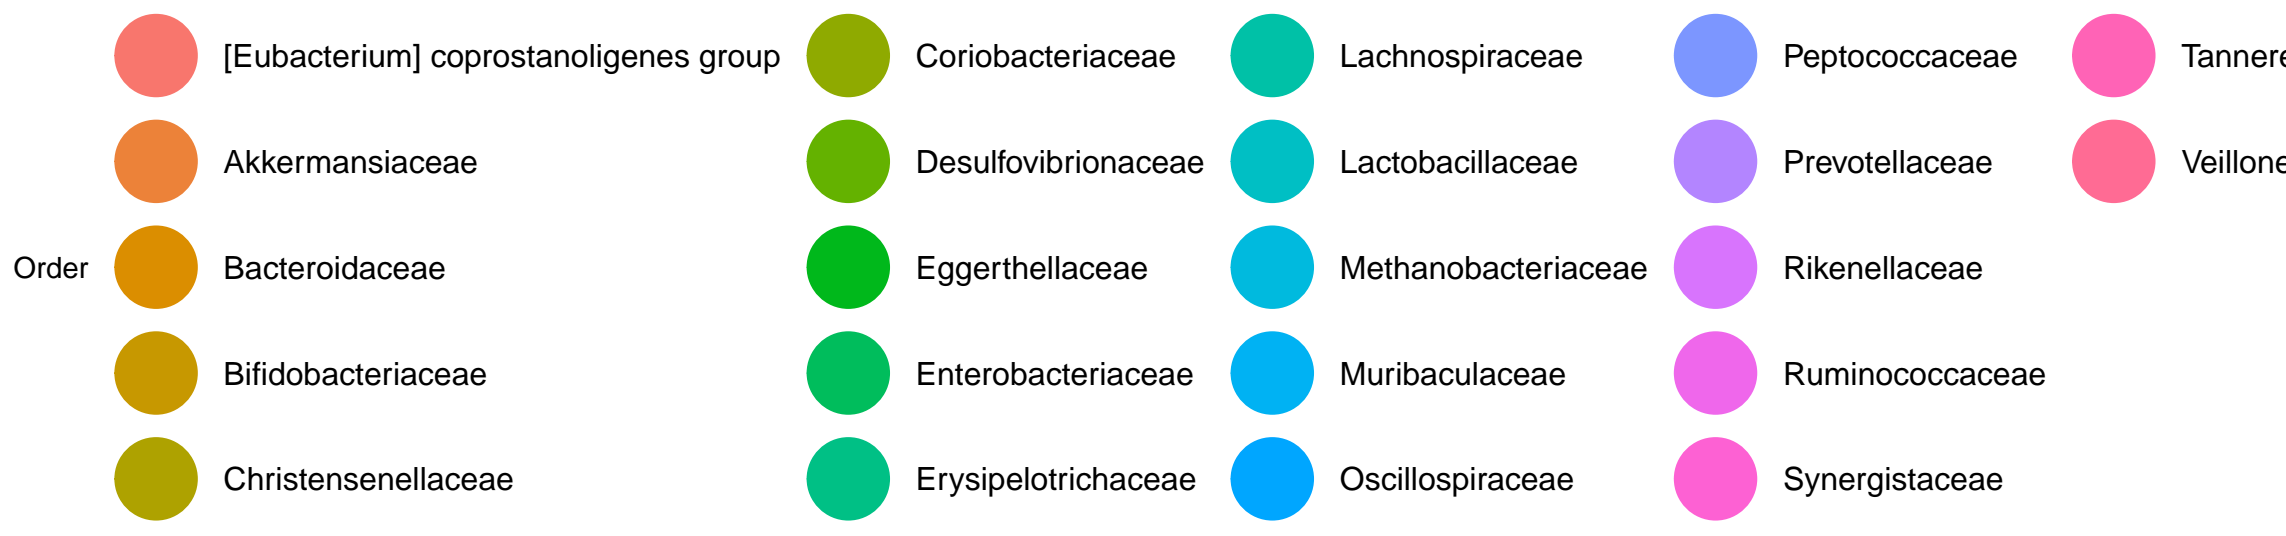 Order
[Eubacterium] coprostanoligenes group
Akkermansiaceae
Bacteroidaceae
Bifidobacteriaceae
Christensenellaceae
Coriobacteriaceae
Desulfovibrionaceae
Eggerthellaceae
Enterobacteriaceae
Erysipelotrichaceae
Lachnospiraceae
Lactobacillaceae
Methanobacteriaceae
Muribaculaceae
Oscillospiraceae
Peptococcaceae
Prevotellaceae
Rikenellaceae
Ruminococcaceae
Synergistaceae